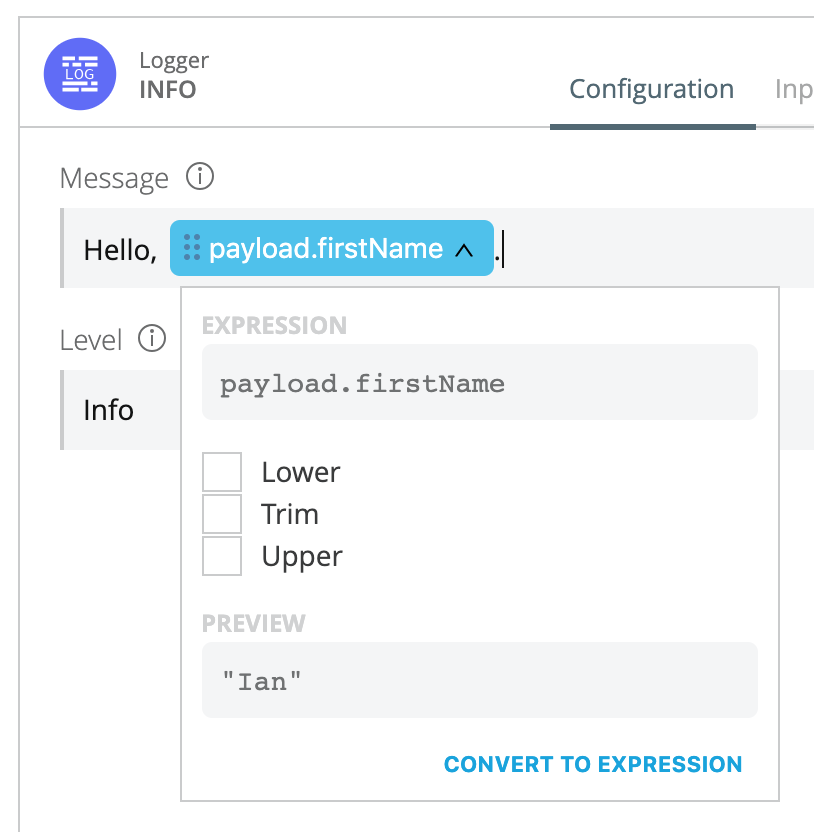 Logger
LOG
INFO
Configuration Inp
Message
Hello, payload.firstName .
EXPRESSION
Level
payload.firstName
Info
Lower
Trim
Upper
PREVIEW
"Ian"
CONVERT TO EXPRESSION